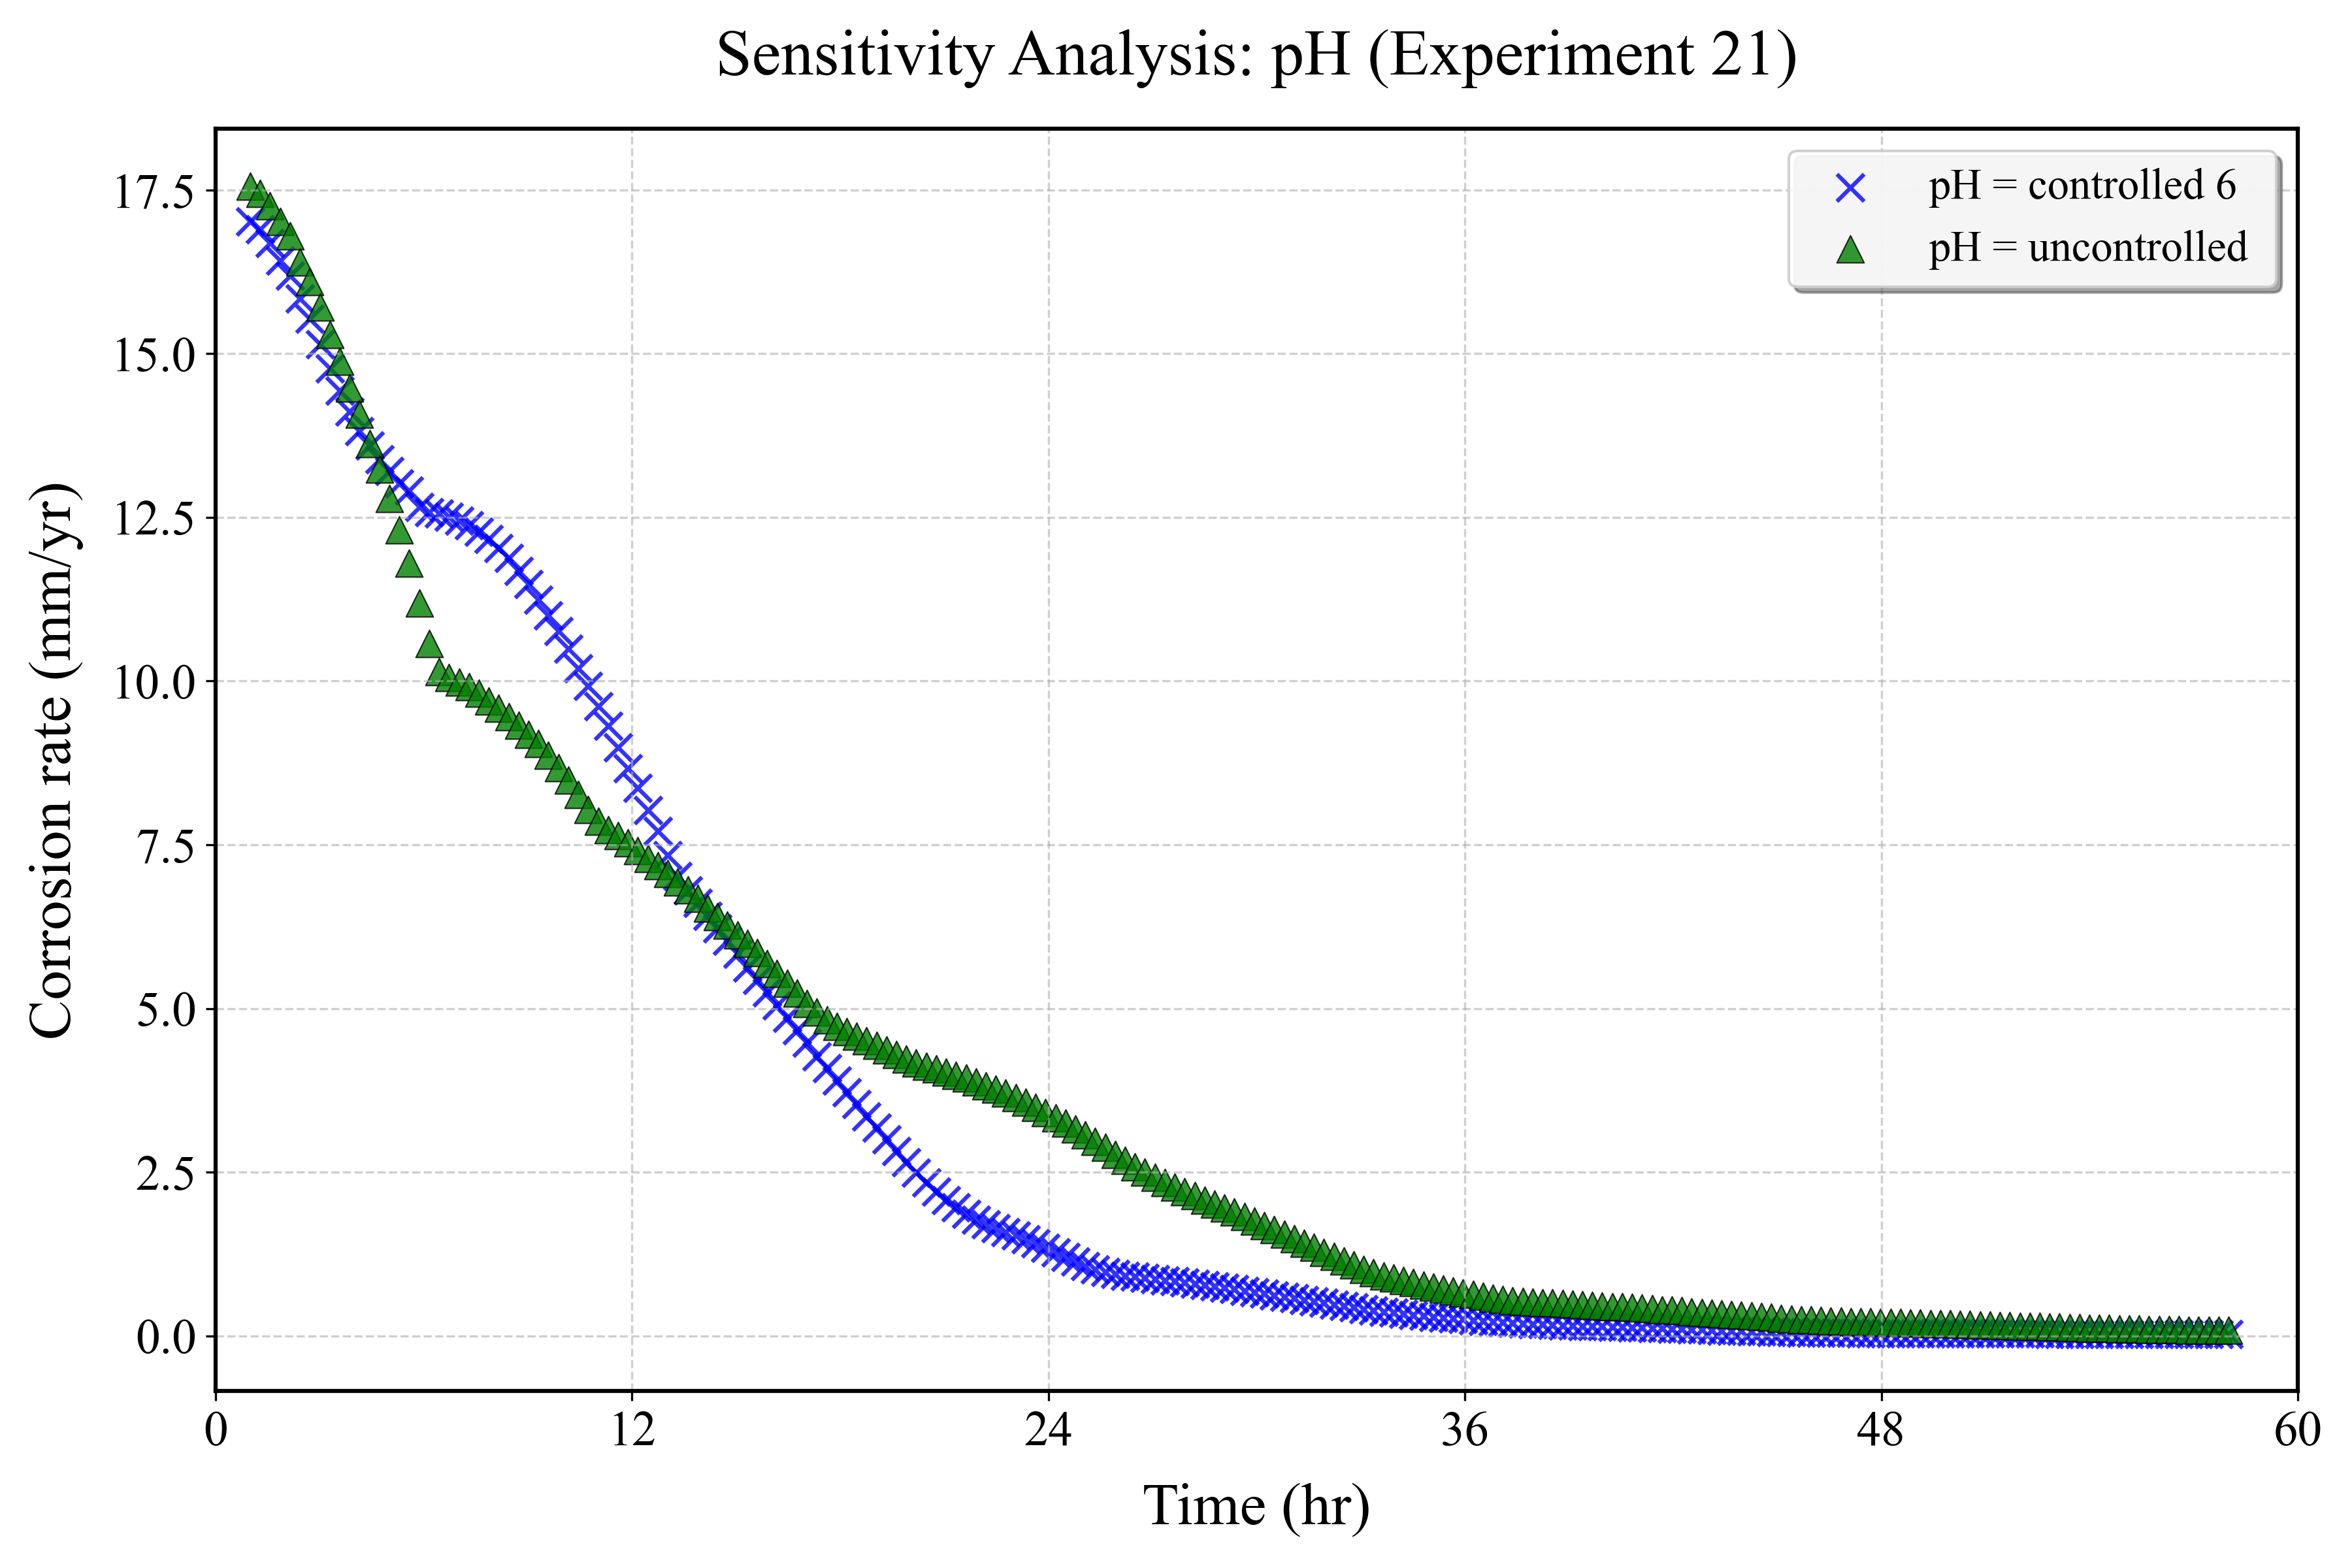 Sensitivity Analysis: pH (Experiment 21)
pH = controlled 6
pH = uncontrolled
Corrosion rate (mm/yr)
17.5
15.0
12.5
10.0
7.5
5.0
2.5
0.0
0 12 24 36 48 60
Time (hr)